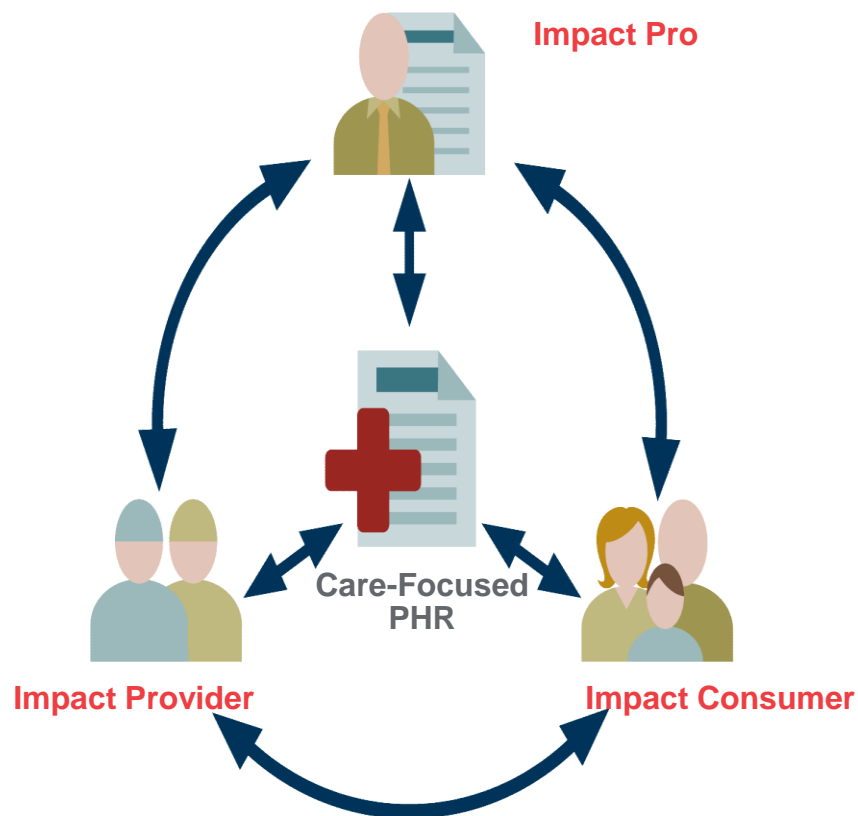 Impact Pro
Care-Focused
PHR
Impact Provider
Impact Consumer